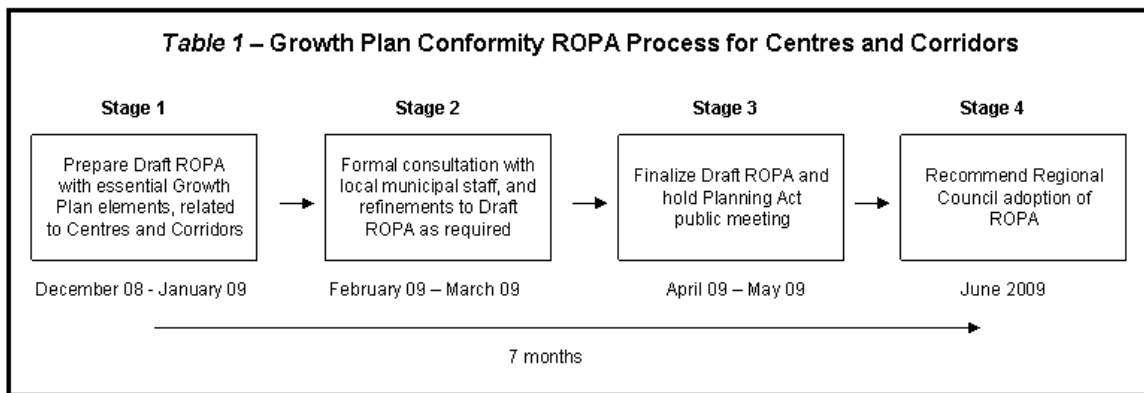 Table 1 – Growth Plan Conformity ROPA Process for Centres and Corridors
Stage 1
Prepare Draft ROPA
with essential Growth
Plan elements, related
to Centres and Corridors
December 08 - January 09
Stage 2
Formal consultation with
local municipal staff, and
refinements to Draft
ROPA as required
February 09 – March 09
Stage 3
Finalize Draft ROPA and
hold Planning Act
public meeting
April 09 – May 09
Stage 4
Recommend Regional
Council adoption of
ROPA
June 2009
7 months